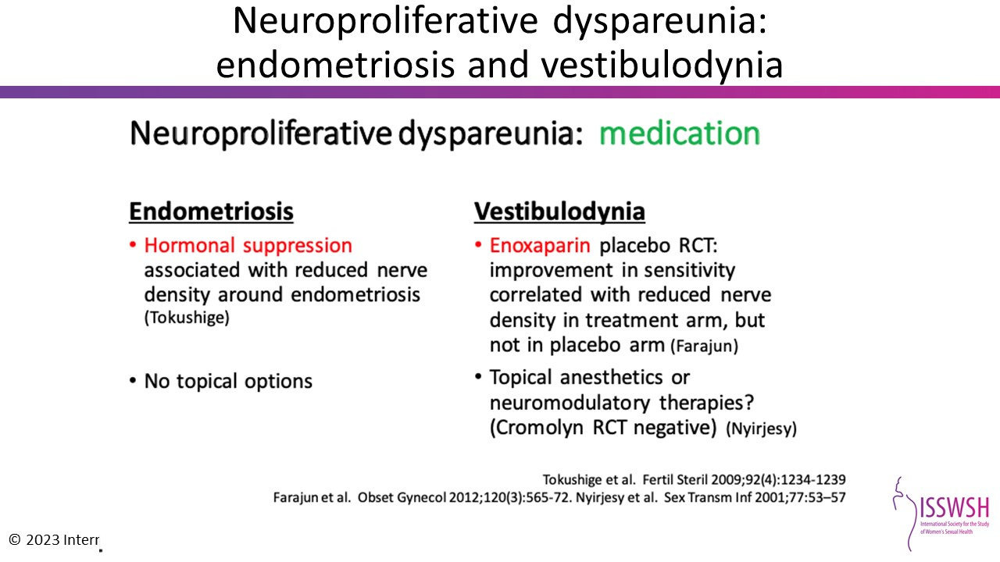 Neuroproliferative dyspareunia:
endometriosis and vestibulodynia
Neuroproliferative dyspareunia: medication
Endometriosis
• Hormonal suppression
associated with reduced nerve
density around endometriosis
(Tokushige)
• No topical options
Vestibulodynia
• Enoxaparin placebo RCT:
improvement in sensitivity
correlated with reduced nerve
density in treatment arm, but
not in placebo arm (Farajun)
• Topical anesthetics or
neuromodulatory therapies?
(Cromolyn RCT negative) (Nyirjesy)
Tokushige et al. Fertil Steril 2009;92(4):1234-1239
Farajun et al. Obset Gynecol 2012;120(3):565-72. Nyirjesy et al. Sex Transm Inf 2001;77:53–57
ISSWSH
International Society for the Study
of Women's Sexual Health
© 2023